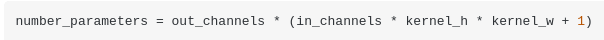 number_parameters = out_channels * (in_channels * kernel_h * kernel_w + 1)